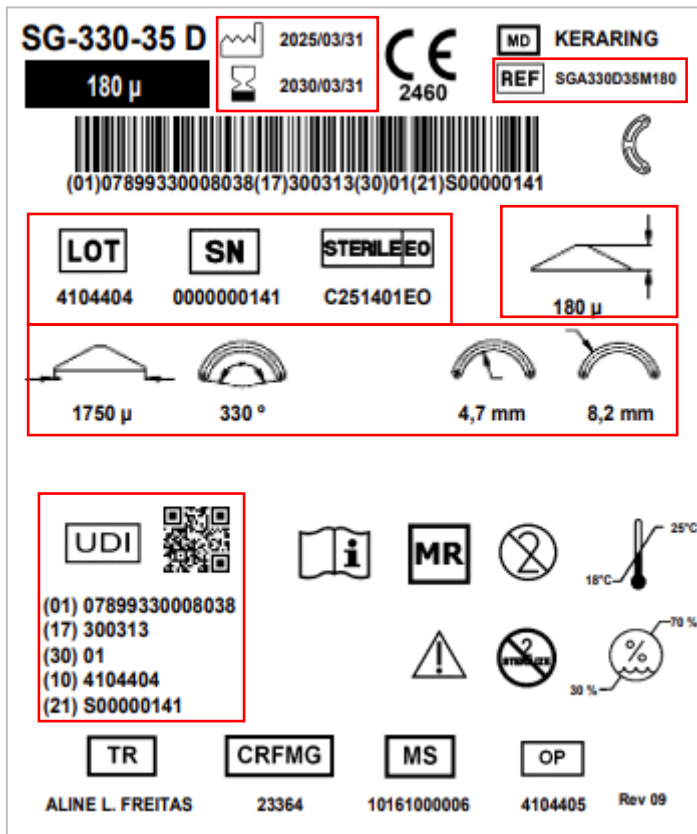 SG-330-35 D
180 µ
2025/03/31
2030/03/31
CE
2460
MD KERARING
REF SGA330D35M180
(01)07899330008038(17)300313(30)01(21)S00000141
LOT SN STERILE EO
4104404 0000000141 C251401EO
180 µ
1750 µ 330 º 4,7 mm 8,2 mm
UDI
(01) 07899330008038
(17) 300313
(30) 01
(10) 4104404
(21) S00000141
i
MR
2
25°C
18°C
!
2
STERILIZE
70 %
%
30 %
TR CRFMG MS OP
ALINE L. FREITAS 23364 10161000006 4104405 Rev 09